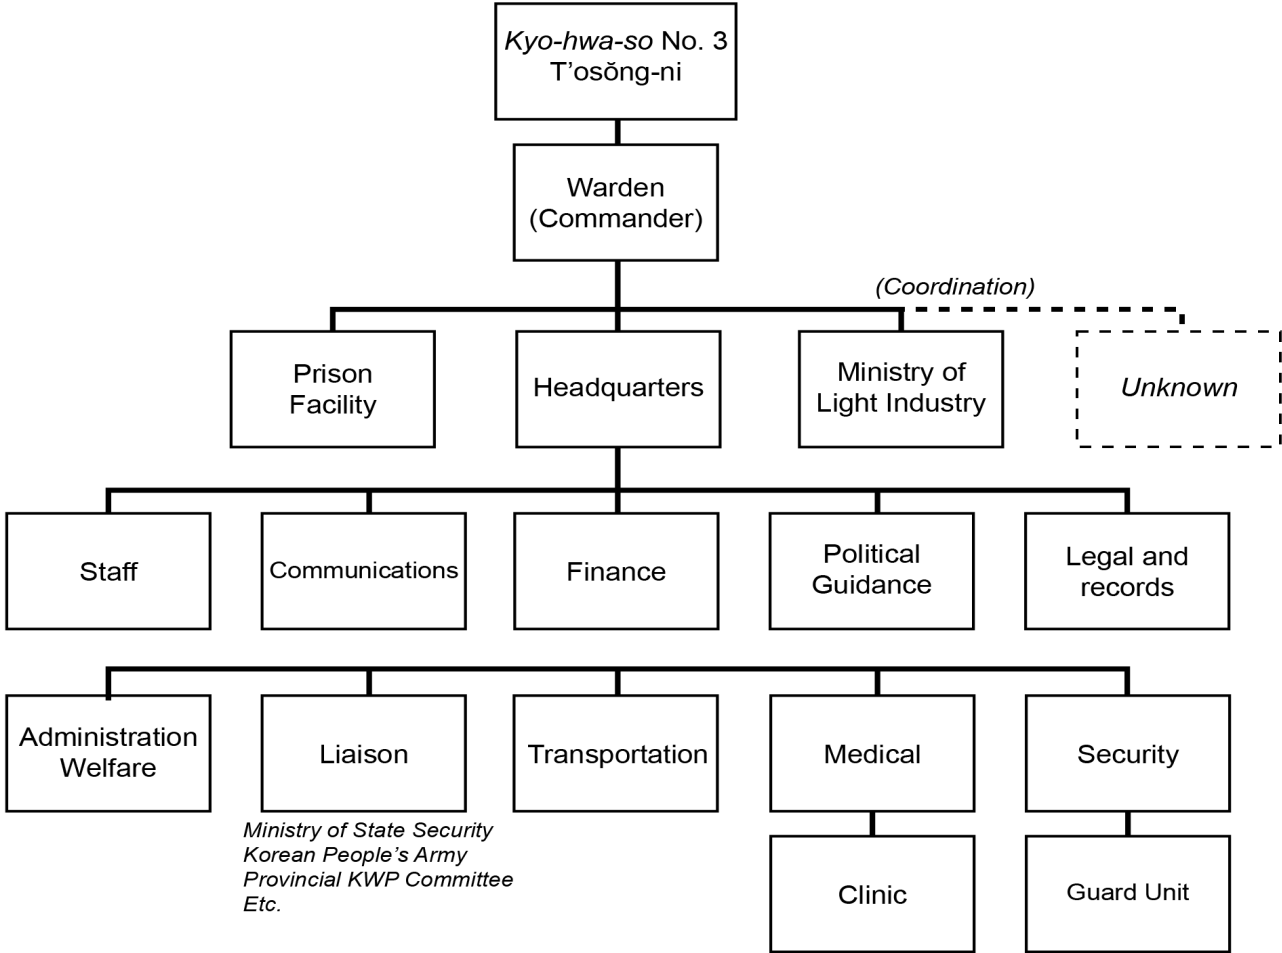 Kyo-hwa-so No. 3
T’osŏng-ni
Warden
(Commander)
(Coordination)
Prison
Facility
Headquarters
Ministry of
Light Industry
Unknown
Staff
Communications
Finance
Political
Guidance
Legal and
records
Administration
Welfare
Liaison
Transportation
Medical
Security
Ministry of State Security
Korean People’s Army
Provincial KWP Committee
Etc.
Clinic
Guard Unit